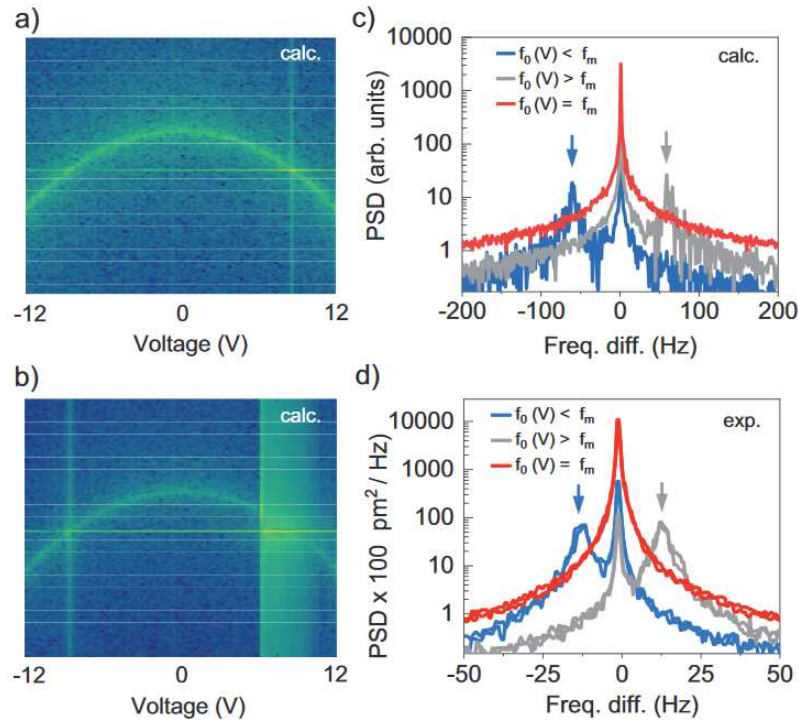 a)
calc.
-12
0
12
Voltage (V)
b)
calc.
-12
0
12
Voltage (V)
c)
PSD (arb. units)
10000
1000
100
10
1
f₀ (V) < fₘ
f₀ (V) > fₘ
f₀ (V) = fₘ
calc.
-200
-100
0
100
200
Freq. diff. (Hz)
d)
PSD x 100 pm² / Hz)
10000
1000
100
10
1
f₀ (V) < fₘ
f₀ (V) > fₘ
f₀ (V) = fₘ
exp.
-50
-25
0
25
50
Freq. diff. (Hz)